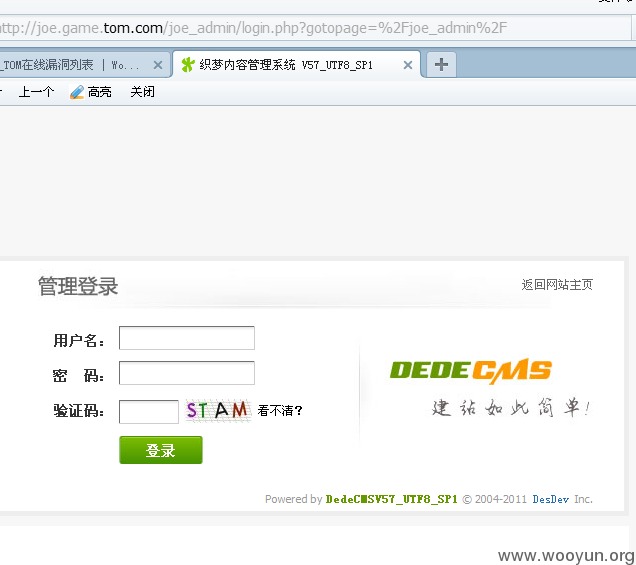 http://joe.game.tom.com/joe_admin/login.php?gotopage=%2Fjoe_admin%2F
_TOM在线漏洞列表 | Wo... 织梦内容管理系统 V57_UTF8_SP1
上一个 高亮 关闭
管理登录 返回网站主页
用户名：
密 码：
DEDECMS
验证码： STAM 看不清？
建站如此简单!
登录
Powered by DedeCMSV57_UTF8_SP1 © 2004-2011 DesDev Inc.
www.wooyun.org